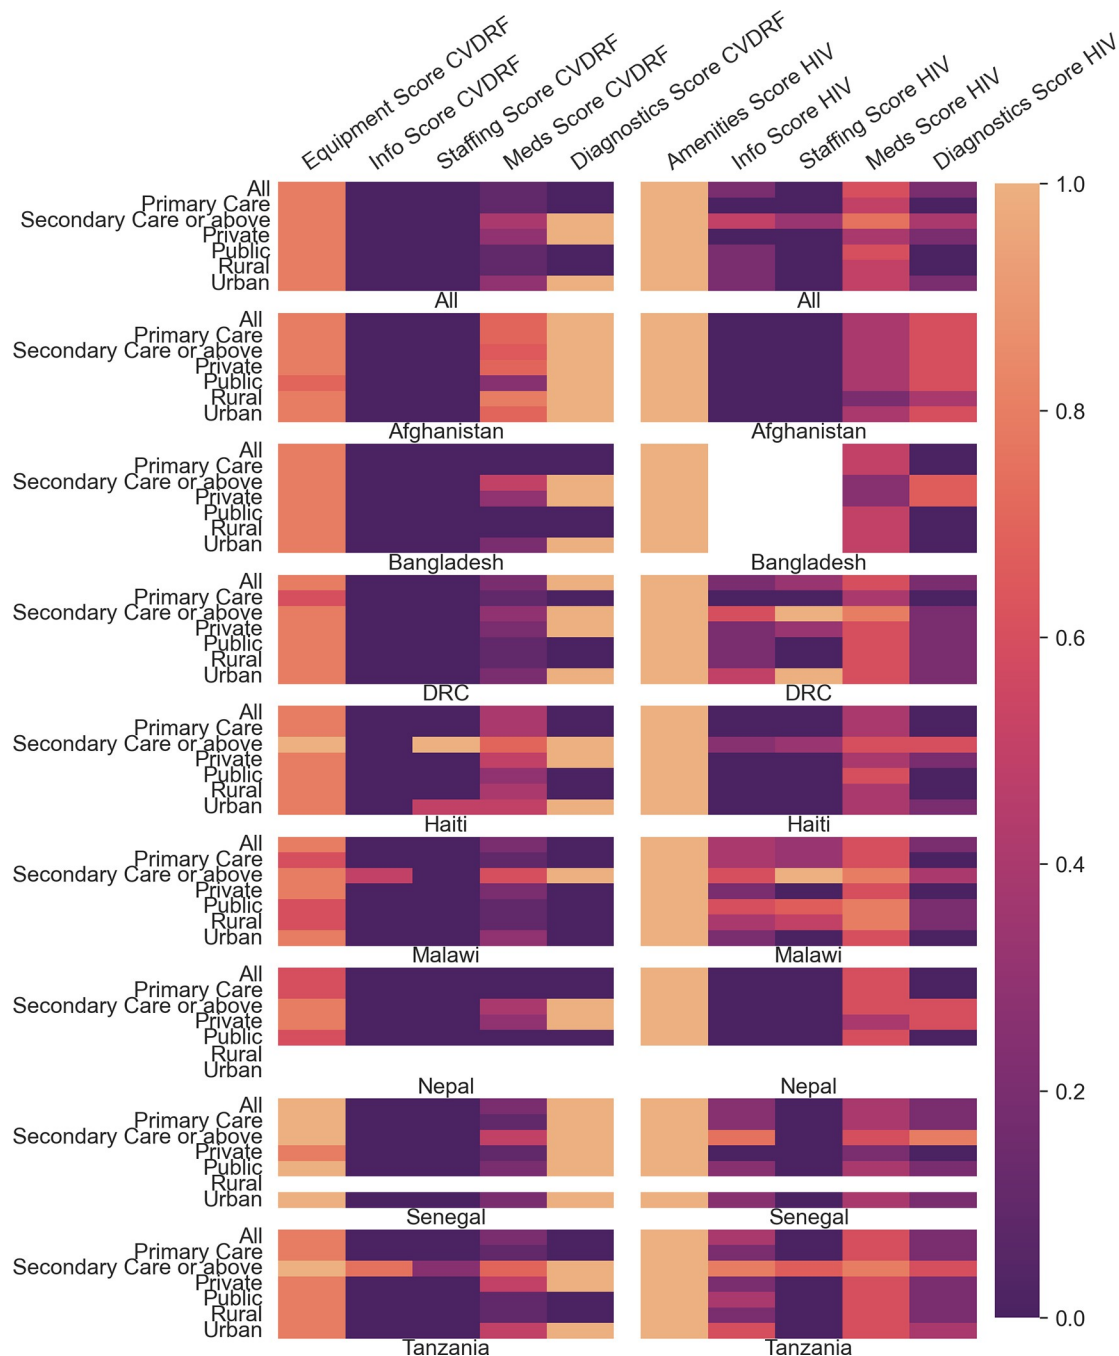 Equipment Score CVDRF
Info Score CVDRF
Staffing Score CVDRF
Meds Score CVDRF
Diagnostics Score CVDRF
Amenities Score HIV
Info Score HIV
Staffing Score HIV
Meds Score HIV
Diagnostics Score HIV
All
Primary Care
Secondary Care or above
Private
Public
Rural
Urban
All All
All
Primary Care
Secondary Care or above
Private
Public
Rural
Urban
Afghanistan Afghanistan
All
Primary Care
Secondary Care or above
Private
Public
Rural
Urban
Bangladesh Bangladesh
All
Primary Care
Secondary Care or above
Private
Public
Rural
Urban
DRC DRC
All
Primary Care
Secondary Care or above
Private
Public
Rural
Urban
Haiti Haiti
All
Primary Care
Secondary Care or above
Private
Public
Rural
Urban
Malawi Malawi
All
Primary Care
Secondary Care or above
Private
Public
Rural
Urban
Nepal Nepal
All
Primary Care
Secondary Care or above
Private
Public
Rural
Urban
Senegal Senegal
All
Primary Care
Secondary Care or above
Private
Public
Rural
Urban
Tanzania Tanzania
1.0
0.8
0.6
0.4
0.2
0.0